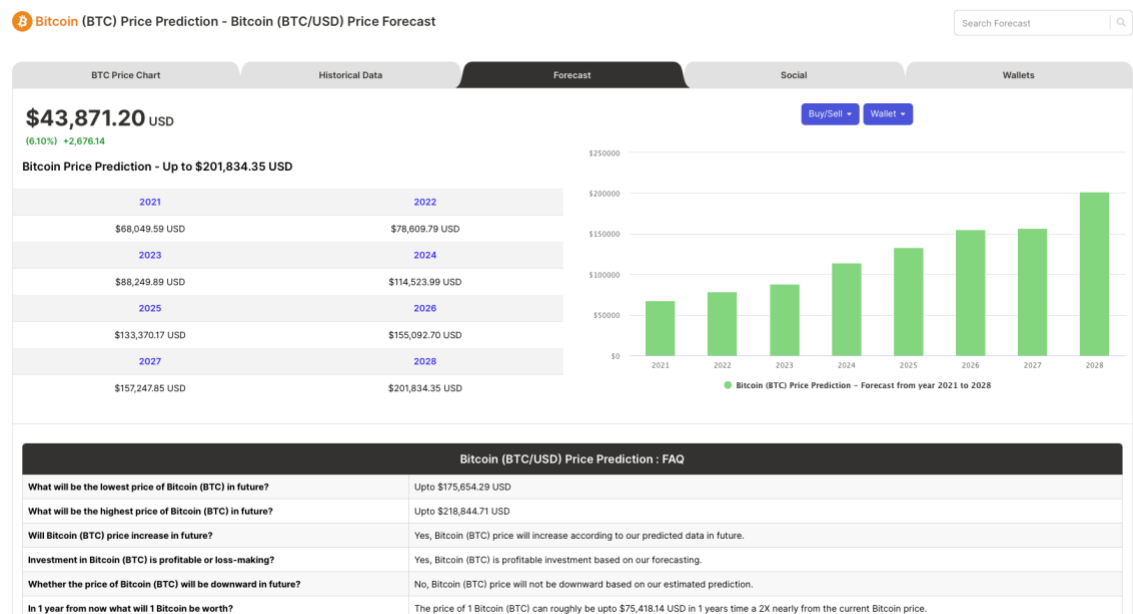 Bitcoin (BTC) Price Prediction - Bitcoin (BTC/USD) Price Forecast
Search Forecast
BTC Price Chart
Historical Data
Forecast
Social
Wallets
$43,871.20 USD
(6.10%) +2,676.14
Buy/Sell
Wallet
Bitcoin Price Prediction - Up to $201,834.35 USD
2021 2022
$68,049.59 USD $78,609.79 USD
2023 2024
$88,249.89 USD $114,523.99 USD
2025 2026
$133,370.17 USD $155,092.70 USD
2027 2028
$157,247.85 USD $201,834.35 USD
$250000
$200000
$150000
$100000
$50000
$0
2021 2022 2023 2024 2025 2026 2027 2028
Bitcoin (BTC) Price Prediction - Forecast from year 2021 to 2028
Bitcoin (BTC/USD) Price Prediction : FAQ
What will be the lowest price of Bitcoin (BTC) in future? Upto $175,654.29 USD
What will be the highest price of Bitcoin (BTC) in future? Upto $218,844.71 USD
Will Bitcoin (BTC) price increase in future? Yes, Bitcoin (BTC) price will increase according to our predicted data in future.
Investment in Bitcoin (BTC) is profitable or loss-making? Yes, Bitcoin (BTC) is profitable investment based on our forecasting.
Whether the price of Bitcoin (BTC) will be downward in future? No, Bitcoin (BTC) price will not be downward based on our estimated prediction.
In 1 year from now what will 1 Bitcoin be worth? The price of 1 Bitcoin (BTC) can roughly be upto $75,418.14 USD in 1 years time a 2X nearly from the current Bitcoin price.